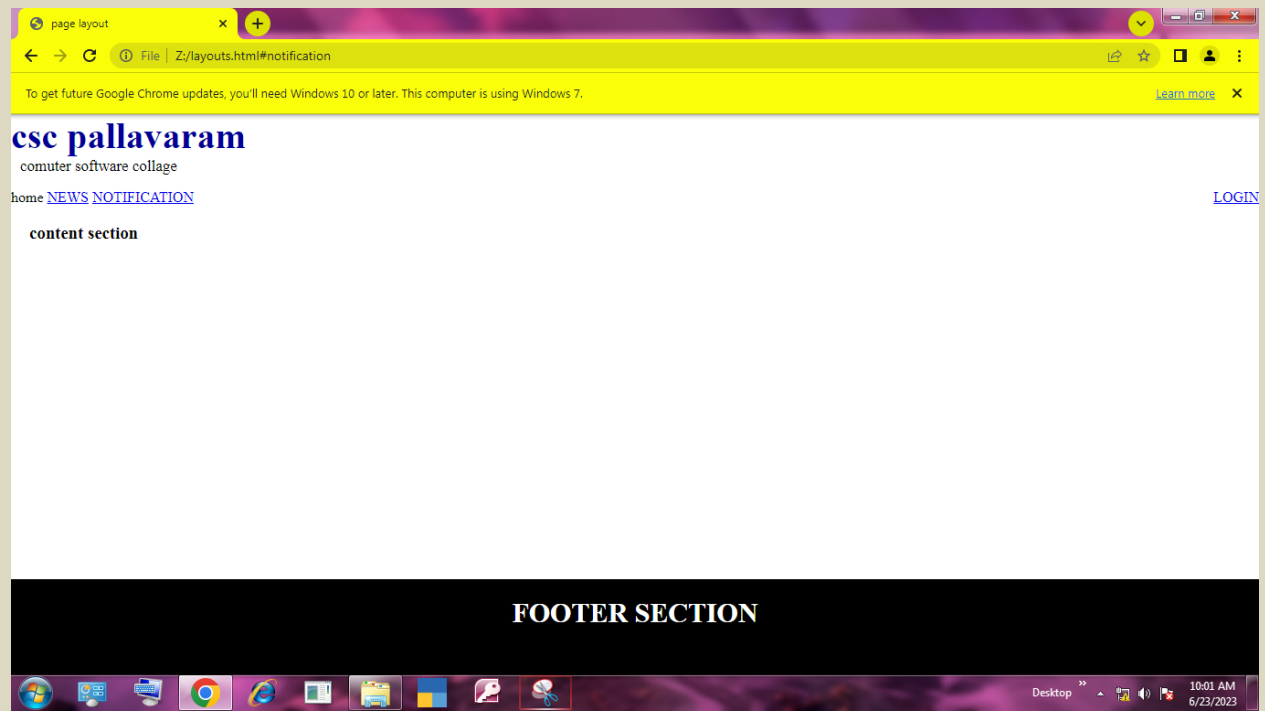 page layout
File | Z:/layouts.html#notification
To get future Google Chrome updates, you'll need Windows 10 or later. This computer is using Windows 7. Learn more
csc pallavaram
comuter software collage
home NEWS NOTIFICATION LOGIN
content section
FOOTER SECTION
Desktop
10:01 AM
6/23/2023